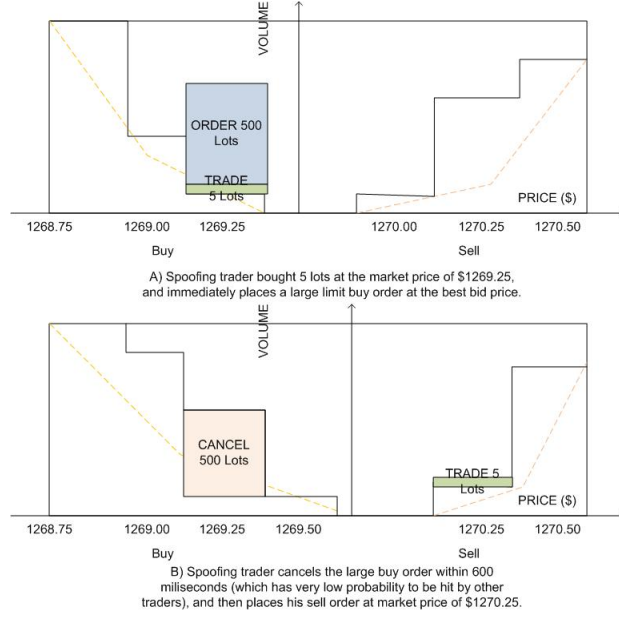 VOLUME
ORDER 500
Lots
TRADE
5 Lots
PRICE ($)
1268.75 1269.00 1269.25 1270.00 1270.25 1270.50
Buy Sell
A) Spoofing trader bought 5 lots at the market price of $1269.25,
and immediately places a large limit buy order at the best bid price.
VOLUME
CANCEL
500 Lots
TRADE 5
Lots
PRICE ($)
1268.75 1269.00 1269.25 1269.50 1270.25 1270.50
Buy Sell
B) Spoofing trader cancels the large buy order within 600
miliseconds (which has very low probability to be hit by other
traders), and then places his sell order at market price of $1270.25.